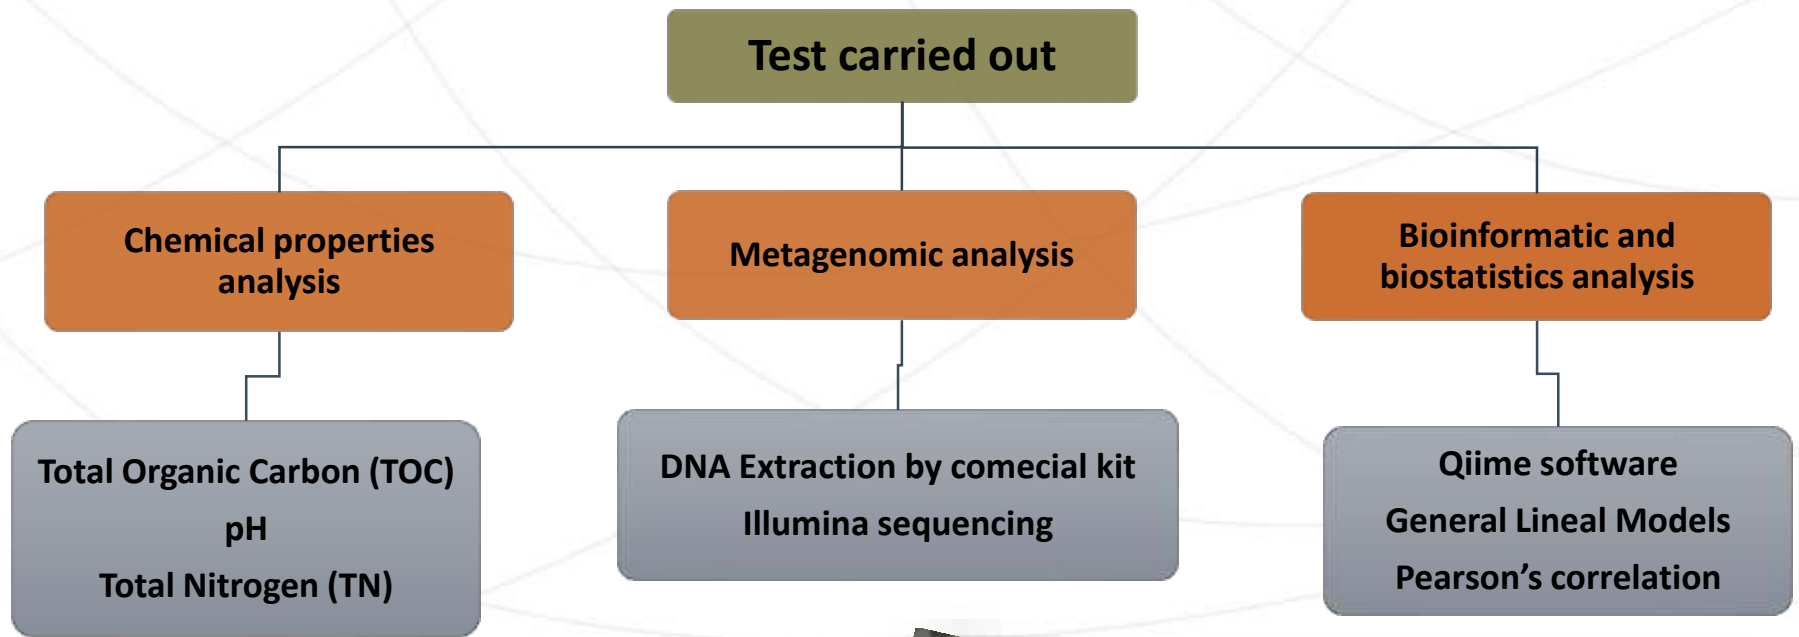 Test carried out
Chemical properties
analysis
Metagenomic analysis
Bioinformatic and
biostatistics analysis
Total Organic Carbon (TOC)
pH
Total Nitrogen (TN)
DNA Extraction by comecial kit
Illumina sequencing
Qiime software
General Lineal Models
Pearson’s correlation